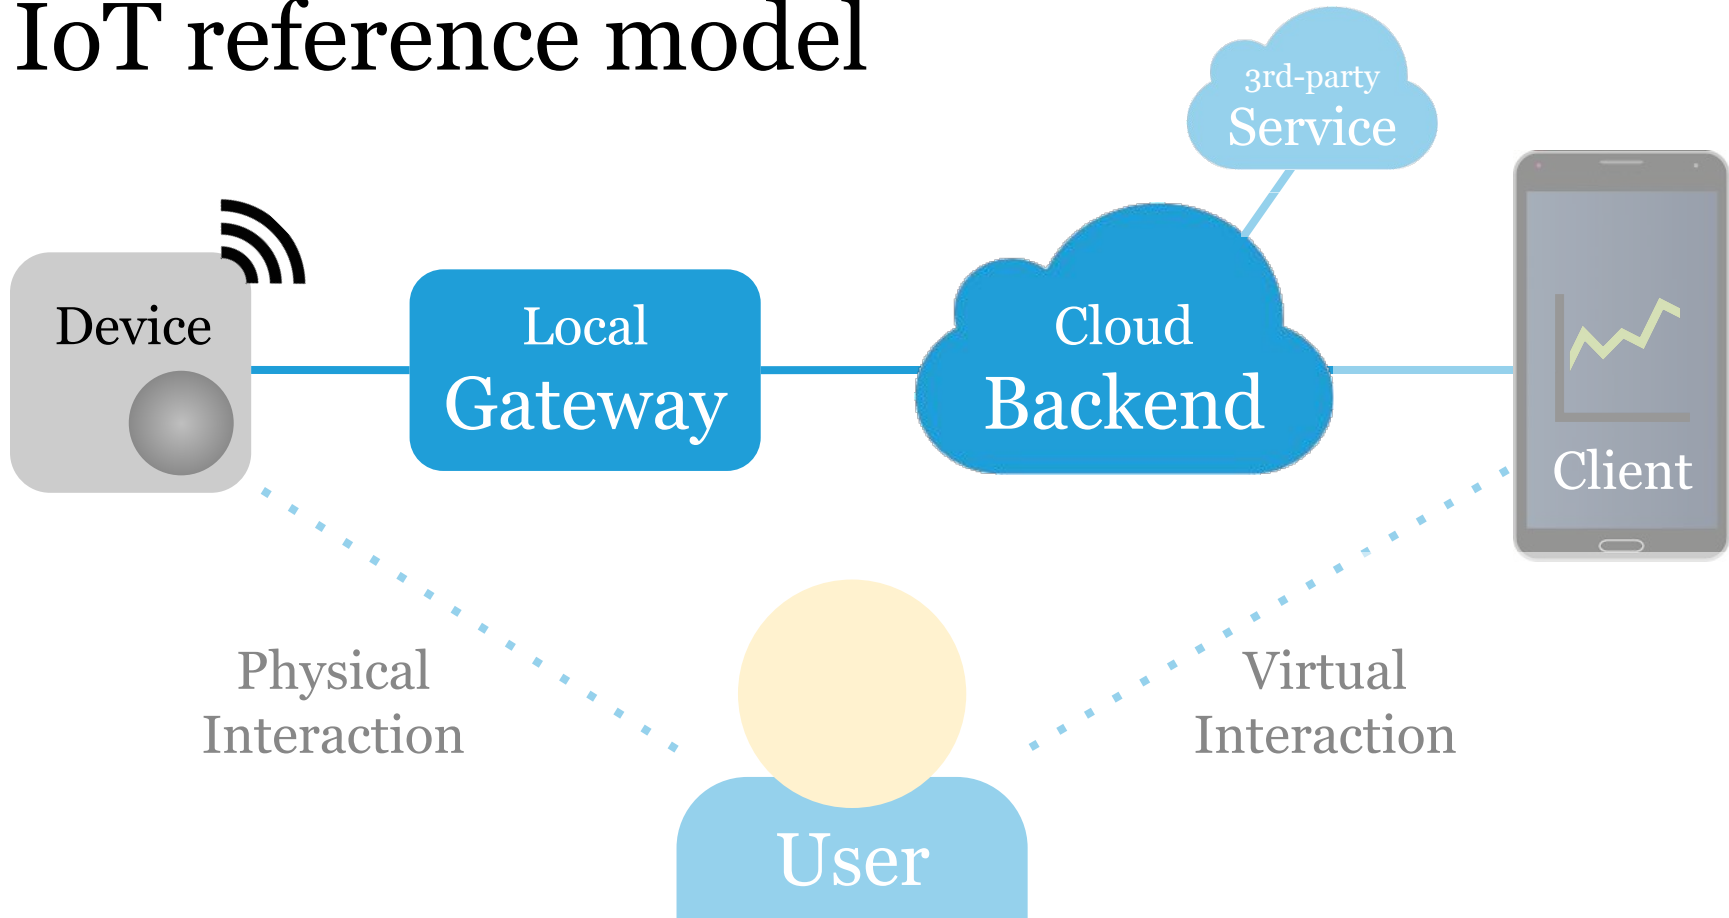 IoT reference model
3rd-party
Service
Device
Local
Gateway
Cloud
Backend
Client
Physical
Interaction
Virtual
Interaction
User